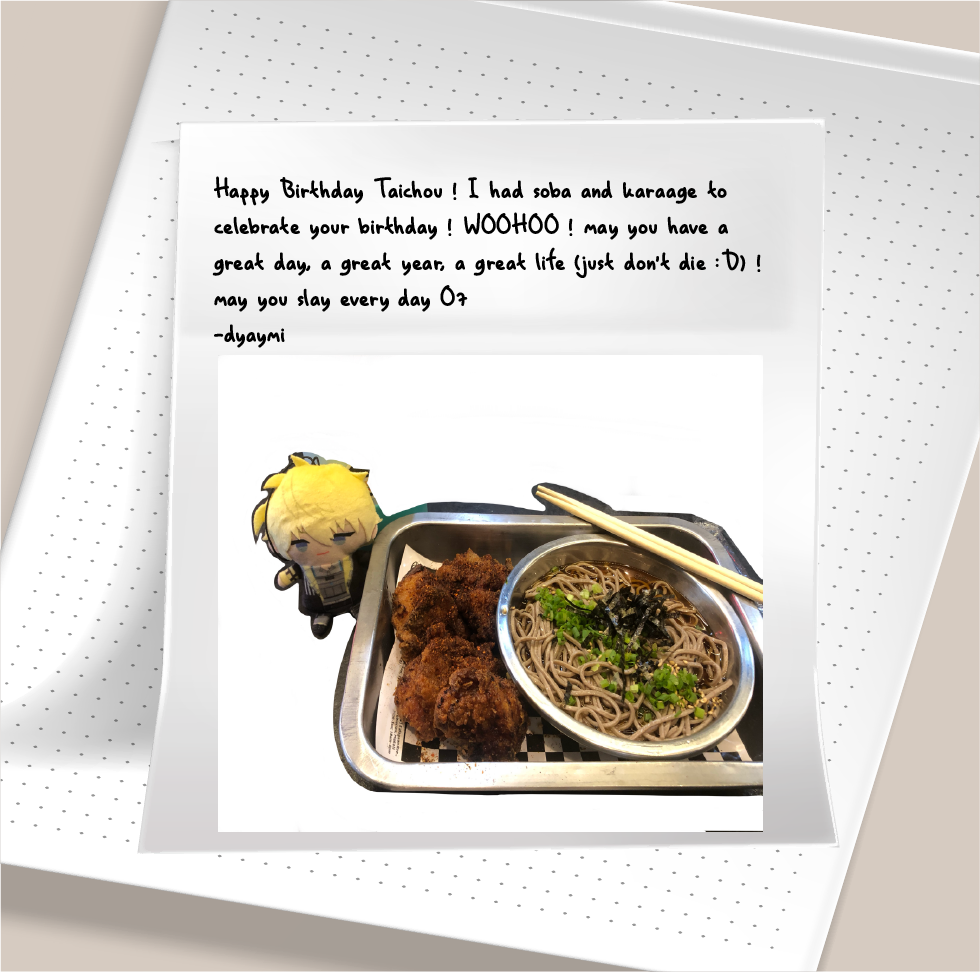 Happy Birthday Taichou ! I had soba and karaage to
celebrate your birthday ! WOOHOO ! may you have a
great day, a great year, a great life (just don't die :D) !
may you slay every day O7
-dyaymi